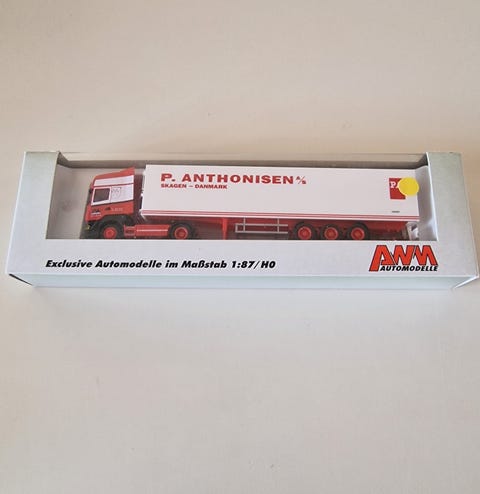 P. ANTHONISEN A/S
SKAGEN – DANMARK
P.
Exclusive Automodelle im Maßstab 1:87/H0
AWM
AUTOMODELLE